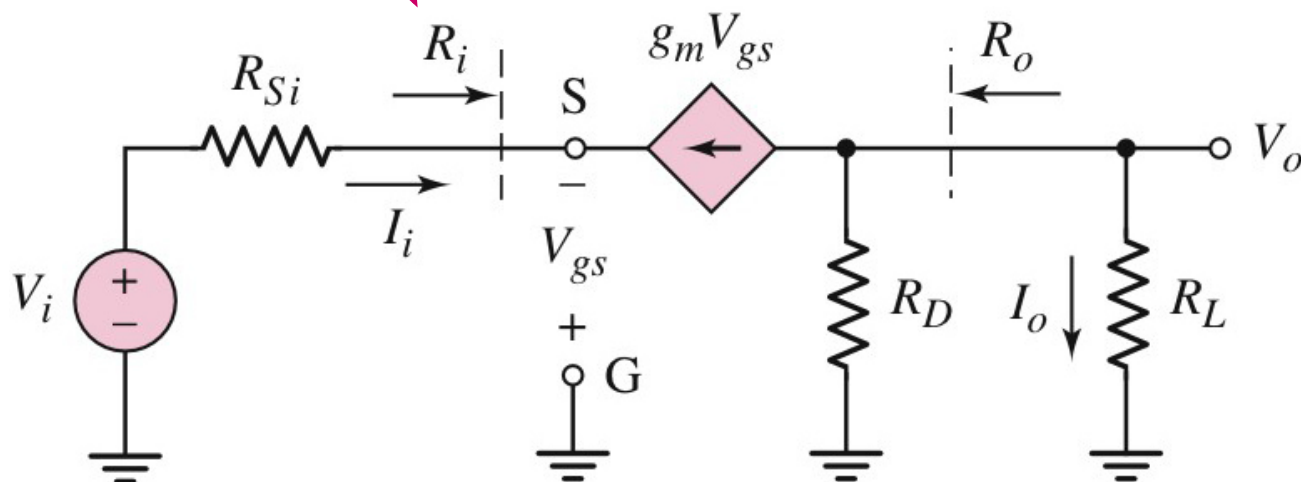 R_i
g_mV_gs
R_o
R_Si
S
V_o
I_i
−
V_gs
V_i
+
−
+
R_D
I_o
R_L
G